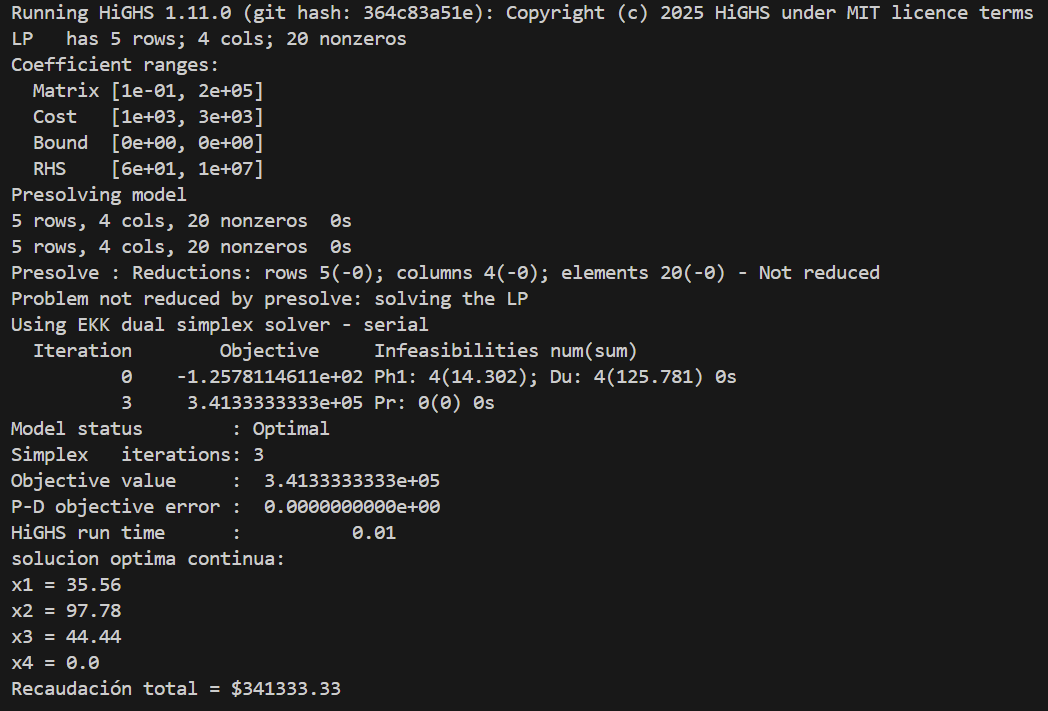 Running HiGHS 1.11.0 (git hash: 364c83a51e): Copyright (c) 2025 HiGHS under MIT licence terms
LP   has 5 rows; 4 cols; 20 nonzeros
Coefficient ranges:
  Matrix [1e-01, 2e+05]
  Cost   [1e+03, 3e+03]
  Bound  [0e+00, 0e+00]
  RHS    [6e+01, 1e+07]
Presolving model
5 rows, 4 cols, 20 nonzeros  0s
5 rows, 4 cols, 20 nonzeros  0s
Presolve : Reductions: rows 5(-0); columns 4(-0); elements 20(-0) - Not reduced
Problem not reduced by presolve: solving the LP
Using EKK dual simplex solver - serial
  Iteration        Objective     Infeasibilities num(sum)
          0    -1.2578114611e+02 Ph1: 4(14.302); Du: 4(125.781) 0s
          3     3.4133333333e+05 Pr: 0(0) 0s
Model status        : Optimal
Simplex   iterations: 3
Objective value     :  3.4133333333e+05
P-D objective error :  0.0000000000e+00
HiGHS run time      :          0.01
solucion optima continua:
x1 = 35.56
x2 = 97.78
x3 = 44.44
x4 = 0.0
Recaudación total = $341333.33